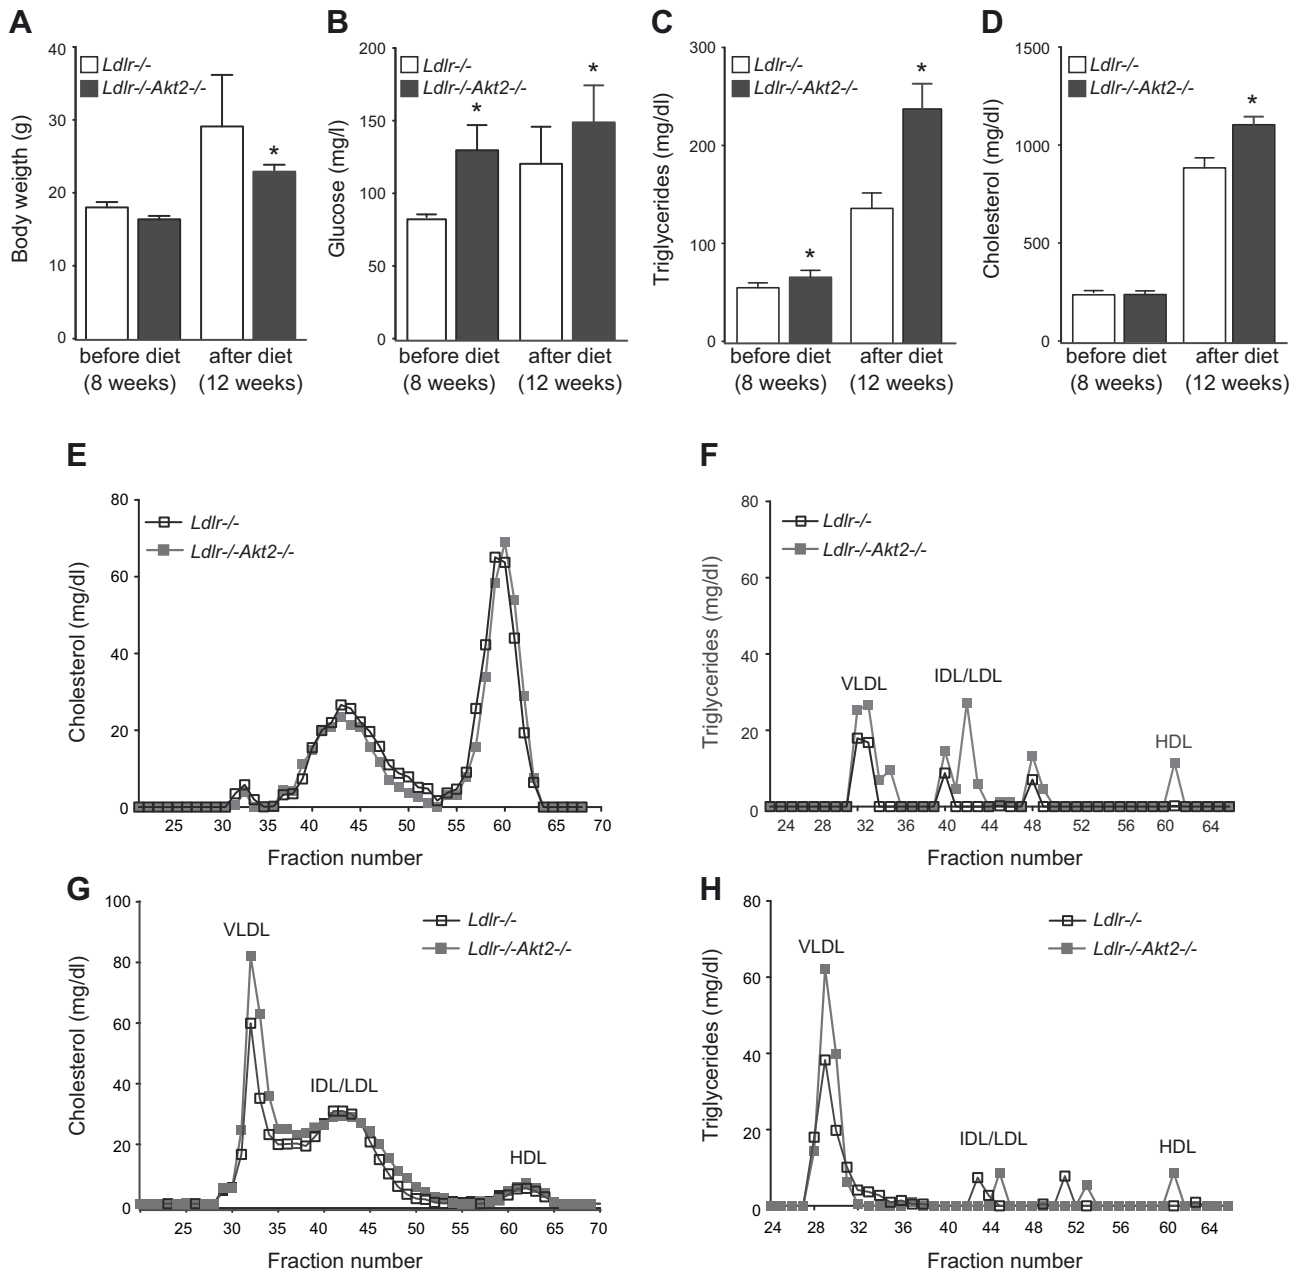 A
B
C
D
Body weigth (g)
40
30
20
10
0
Ldlr-/-
Ldlr-/-Akt2-/-
*
before diet
(8 weeks)
after diet
(12 weeks)
Glucose (mg/l)
200
150
100
50
0
Ldlr-/-
Ldlr-/-Akt2-/-
*
*
before diet
(8 weeks)
after diet
(12 weeks)
Triglycerides (mg/dl)
300
200
100
0
Ldlr-/-
Ldlr-/-Akt2-/-
*
*
before diet
(8 weeks)
after diet
(12 weeks)
Cholesterol (mg/dl)
1500
1000
500
0
Ldlr-/-
Ldlr-/-Akt2-/-
*
before diet
(8 weeks)
after diet
(12 weeks)
E
Cholesterol (mg/dl)
80
60
40
20
0
Ldlr-/-
Ldlr-/-Akt2-/-
25 30 35 40 45 50 55 60 65 70
Fraction number
F
Triglycerides (mg/dl)
80
60
40
20
0
Ldlr-/-
Ldlr-/-Akt2-/-
VLDL
IDL/LDL
HDL
24 28 32 36 40 44 48 52 56 60 64
Fraction number
G
Cholesterol (mg/dl)
100
80
60
40
20
0
Ldlr-/-
Ldlr-/-Akt2-/-
VLDL
IDL/LDL
HDL
25 30 35 40 45 50 55 60 65 70
Fraction number
H
Triglycerides (mg/dl)
80
60
40
20
0
Ldlr-/-
Ldlr-/-Akt2-/-
VLDL
IDL/LDL
HDL
24 28 32 36 40 44 48 52 56 60 64
Fraction number